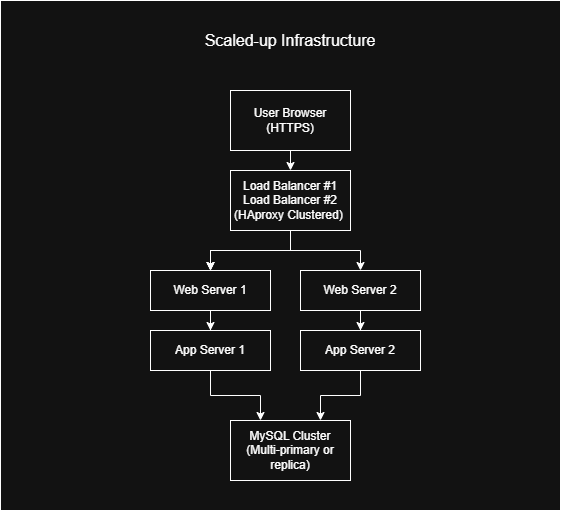 Scaled-up Infrastructure
User Browser
(HTTPS)
Load Balancer #1
Load Balancer #2
(HAproxy Clustered)
Web Server 1
Web Server 2
App Server 1
App Server 2
MySQL Cluster
(Multi-primary or
replica)